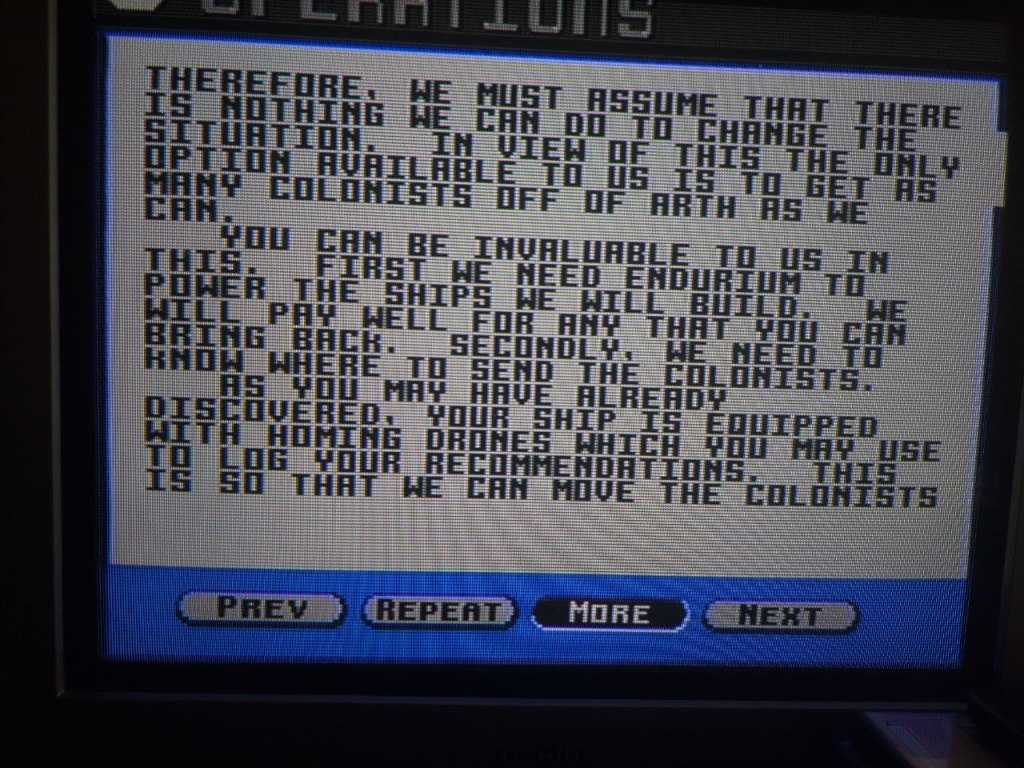 OPERATIONS
THEREFORE, WE MUST ASSUME THAT THERE
IS NOTHING WE CAN DO TO CHANGE THE
SITUATION.  IN VIEW OF THIS THE ONLY
OPTION AVAILABLE TO US IS TO GET AS
MANY COLONISTS OFF OF ARTH AS WE
CAN.
YOU CAN BE INVALUABLE TO US IN
THIS.  FIRST WE NEED ENDURIUM TO
POWER THE SHIPS WE WILL BUILD.  WE
WILL PAY WELL FOR ANY THAT YOU CAN
BRING BACK.  SECONDLY, WE NEED TO
KNOW WHERE TO SEND THE COLONISTS.
AS YOU MAY HAVE ALREADY
DISCOVERED, YOUR SHIP IS EQUIPPED
WITH HOMING DRONES WHICH YOU MAY USE
TO LOG YOUR RECOMMENDATIONS.  THIS
IS SO THAT WE CAN MOVE THE COLONISTS
PREV REPEAT MORE NEXT